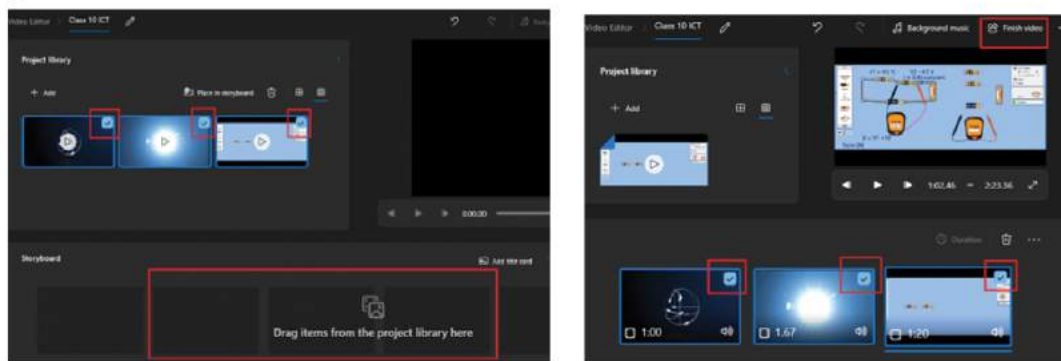 Video Editor Class 10 ICT
Project library
+ Add Place in storyboard
0:00.00
Storyboard
Add title card
Drag items from the project library here
Video Editor Class 10 ICT Background music Finish video
Project library
+ Add
1:02.46 2:23.36
Duration
1:00 1.67 1:20